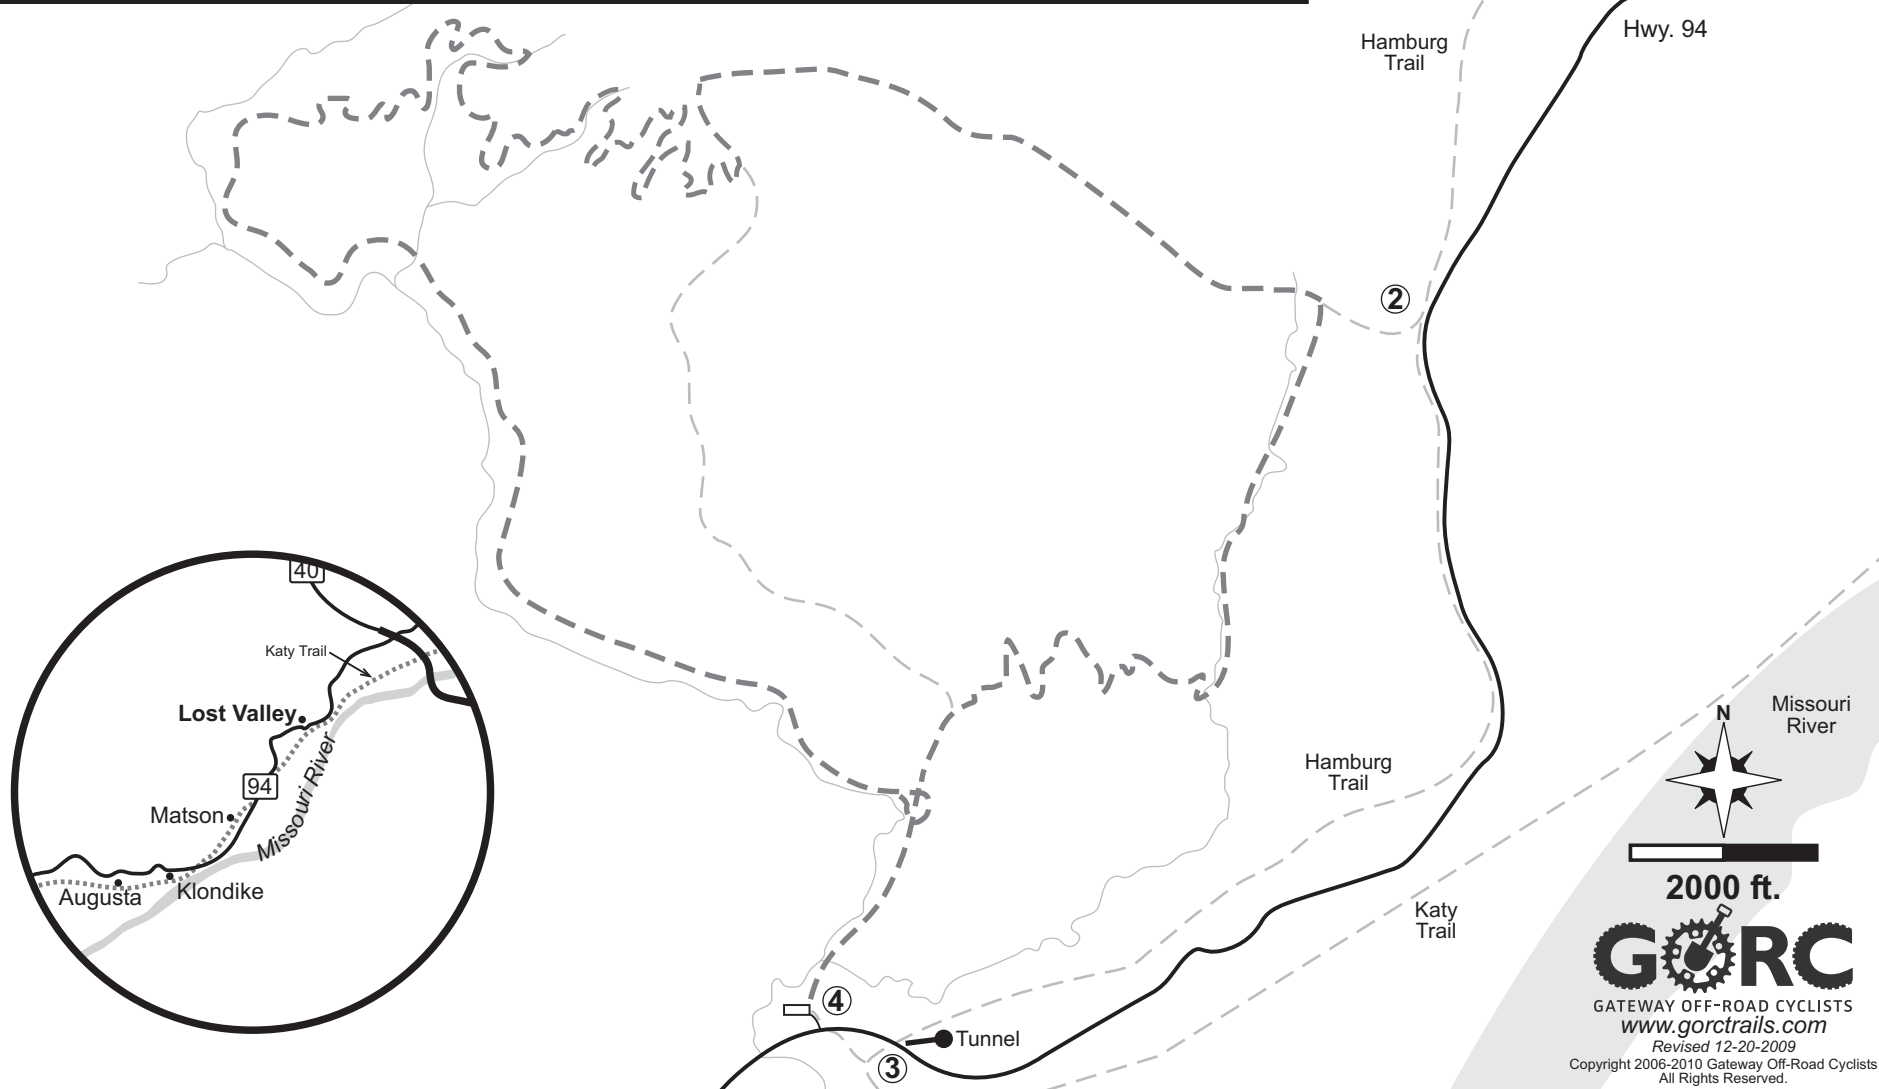 Hwy. 94
Hamburg
Trail
2
40
Katy Trail
Lost Valley
94
Matson
Missouri River
Augusta
Klondike
Hamburg
Trail
Missouri
River
N
2000 ft.
Katy
Trail
GORC
GATEWAY OFF-ROAD CYCLISTS
www.gorctrails.com
Revised 12-20-2009
Copyright 2006-2010 Gateway Off-Road Cyclists
All Rights Reserved.
4
Tunnel
3